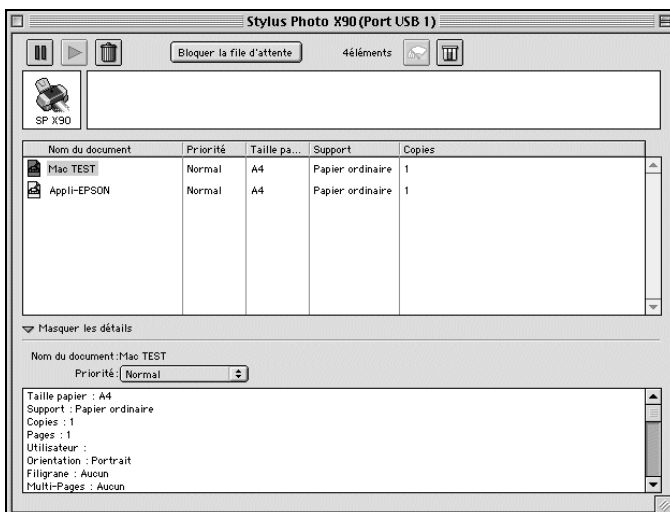 Stylus Photo X90(Port USB 1)
Bloquer la file d'attente 4éléments
SP X90
Nom du document Priorité Taille pa... Support Copies
Mac TEST Normal A4 Papier ordinaire 1
Appli-EPSON Normal A4 Papier ordinaire 1
Masquer les détails
Nom du document:Mac TEST
Priorité: Normal
Taille papier : A4
Support : Papier ordinaire
Copies : 1
Pages : 1
Utilisateur :
Orientation : Portrait
Filigrane : Aucun
Multi-Pages : Aucun